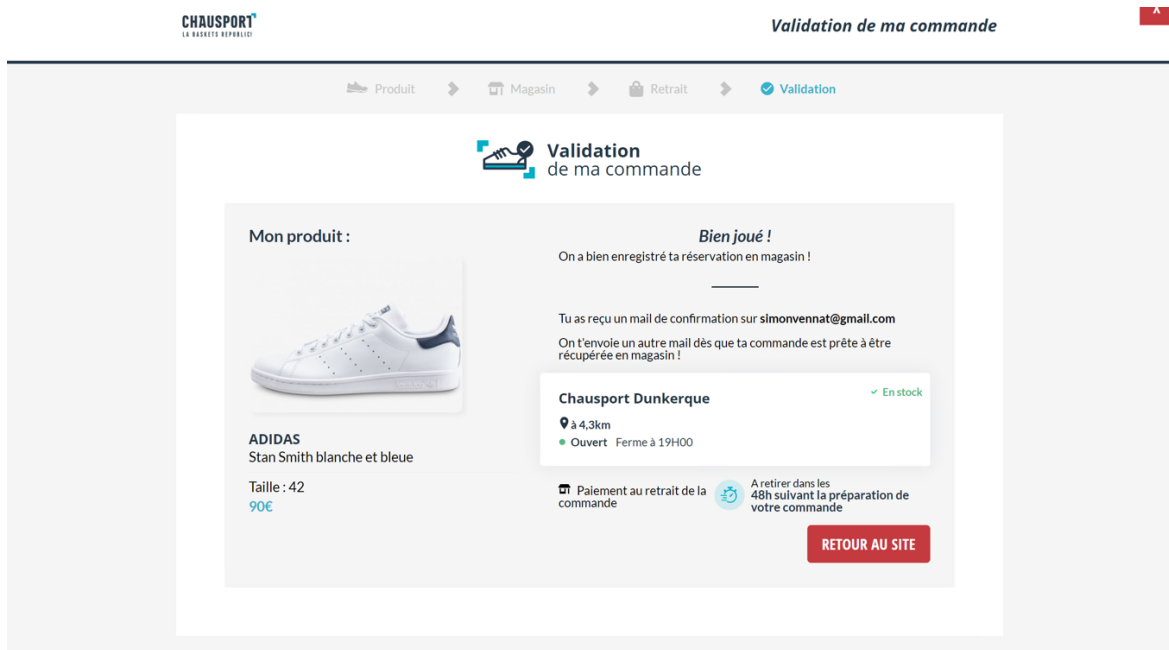 CHAUSPORT
LA BASKETS REPUBLIC!
Validation de ma commande
X
Produit
Magasin
Retrait
Validation
Validation
de ma commande
Mon produit :
ADIDAS
Stan Smith blanche et bleue
Taille : 42
90€
Bien joué !
On a bien enregistré ta réservation en magasin !
Tu as reçu un mail de confirmation sur simonvennat@gmail.com
On t'envoie un autre mail dès que ta commande est prête à être
récupérée en magasin !
Chausport Dunkerque
En stock
à 4,3km
Ouvert Ferme à 19H00
Paiement au retrait de la
commande
A retirer dans les
48h suivant la préparation de
votre commande
RETOUR AU SITE